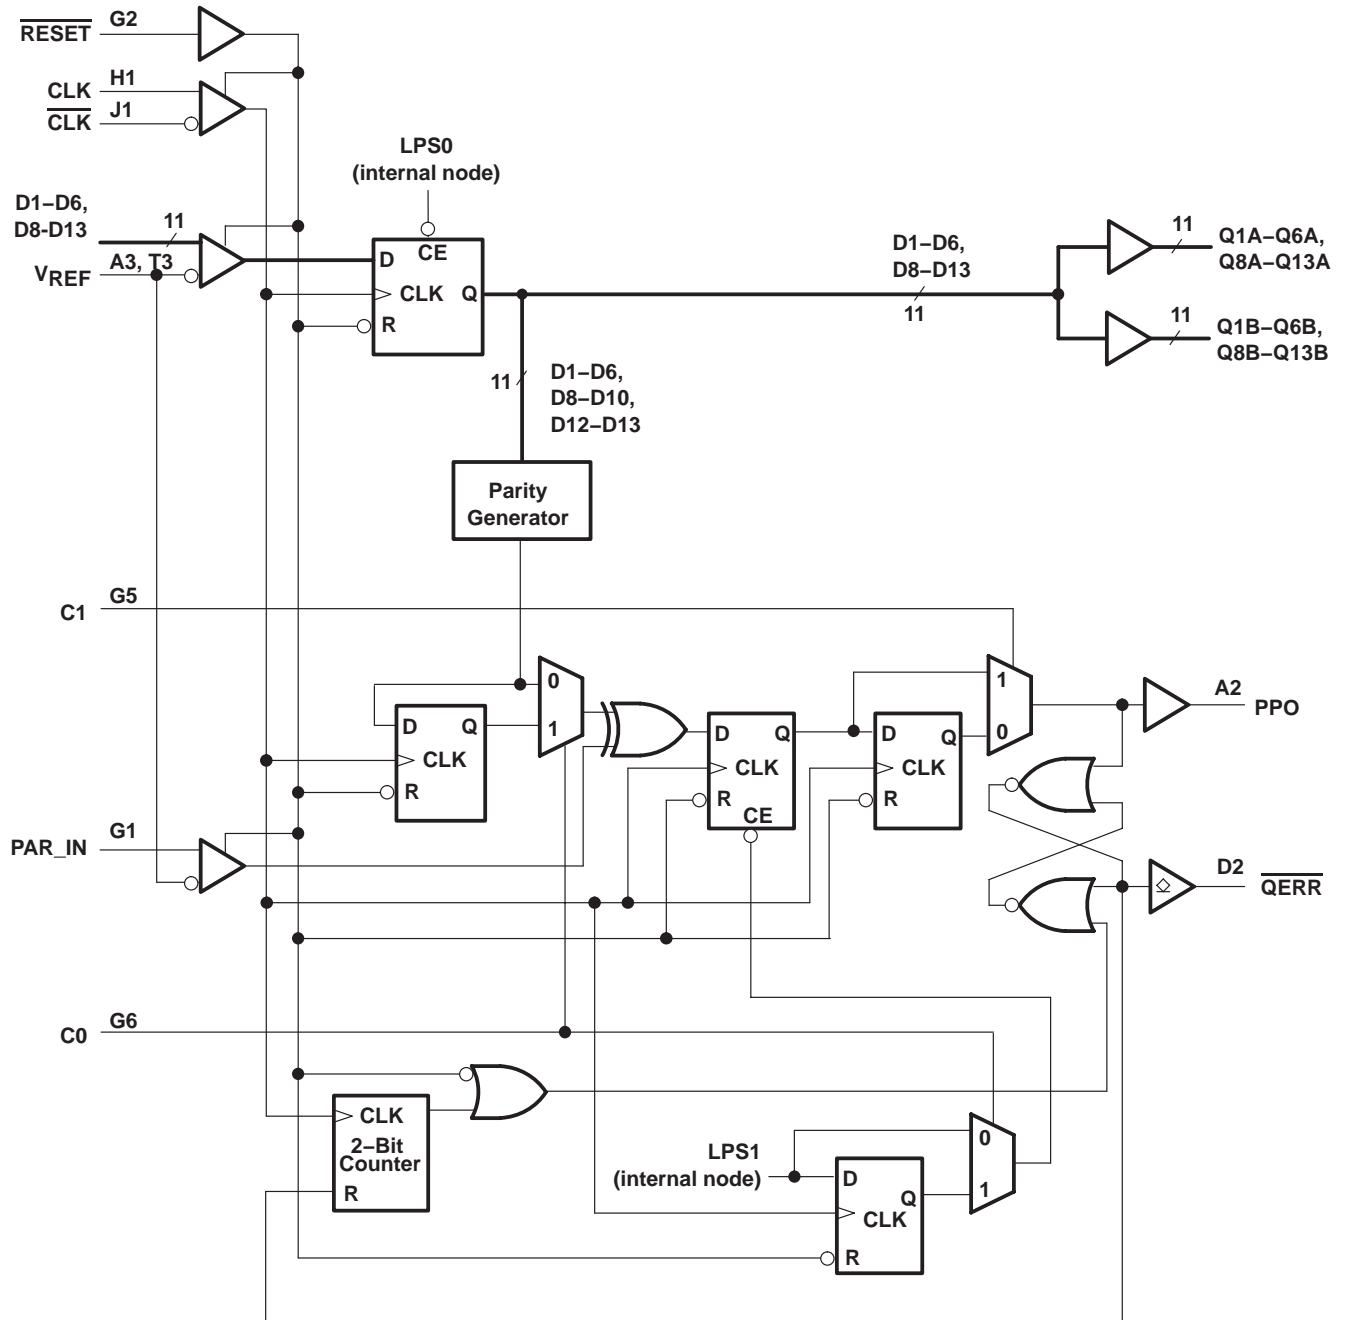 RESET G2
CLK H1
CLK J1
LPS0
(internal node)
D1–D6,
D8-D13
11
VREF A3, T3
D
CE
CLK
Q
R
D1–D6,
D8–D13
11
11
Q1A–Q6A,
Q8A–Q13A
11
Q1B–Q6B,
Q8B–Q13B
11
D1–D6,
D8–D10,
D12–D13
Parity
Generator
C1 G5
0
1
D
Q
CLK
R
D
Q
CLK
R
CE
D
Q
CLK
R
1
0
A2
PPO
PAR_IN G1
D2
QERR
C0 G6
CLK
2–Bit
Counter
R
LPS1
(internal node)
D
Q
CLK
R
0
1